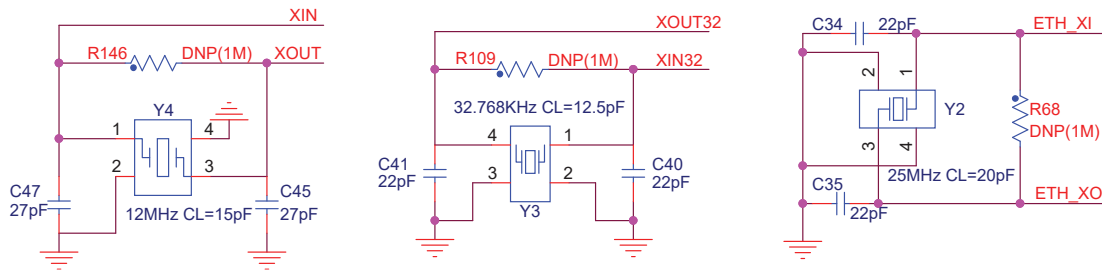 XIN
R146 DNP(1M) XOUT
Y4
1 4
2 3
C47
27pF
C45
27pF
12MHz CL=15pF
XOUT32
R109 DNP(1M) XIN32
32.768KHz CL=12.5pF
4 1
3 2
C41
22pF
C40
22pF
Y3
C34 22pF ETH_XI
2 1
Y2
R68
DNP(1M)
3 4
25MHz CL=20pF
C35
22pF
ETH_XO